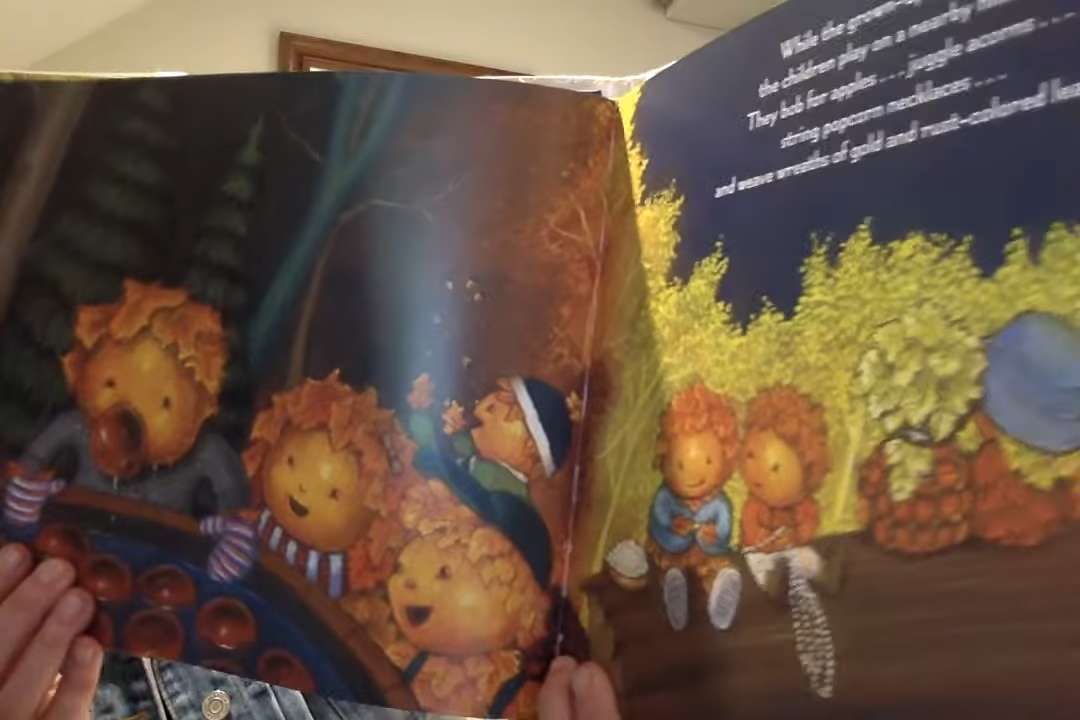 While the grown-
the children play on a nearby
They bob for apples . . . juggle acorns . . .
string popcorn necklaces . . .
and weave wreaths of gold and rust-colored lea